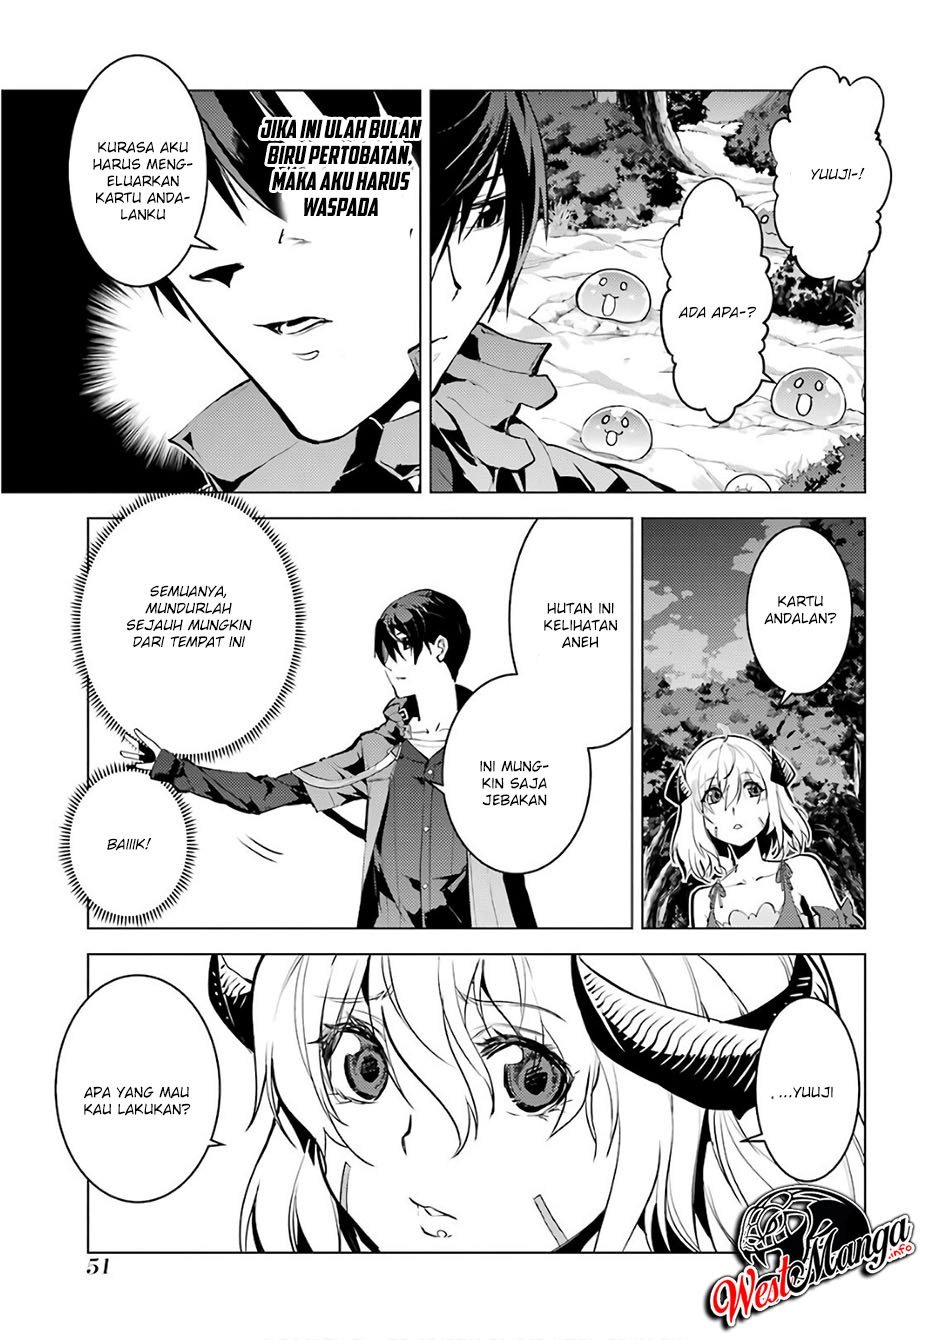 YUUJI-!
ADA APA-?
JIKA INI ULAH BULAN
BIRU PERTOBATAN,
MAKA AKU HARUS
WASPADA
KURASA AKU
HARUS MENG-
ELUARKAN
KARTU ANDA-
LANKU
KARTU
ANDALAN?
HUTAN INI
KELIHATAN
ANEH
INI MUNG-
KIN SAJA
JEBAKAN
SEMUANYA,
MUNDURLAH
SEJAUH MUNGKIN
DARI TEMPAT INI
BAIIIK!
...YUUJI
APA YANG MAU
KAU LAKUKAN?
51
WestManga
.info